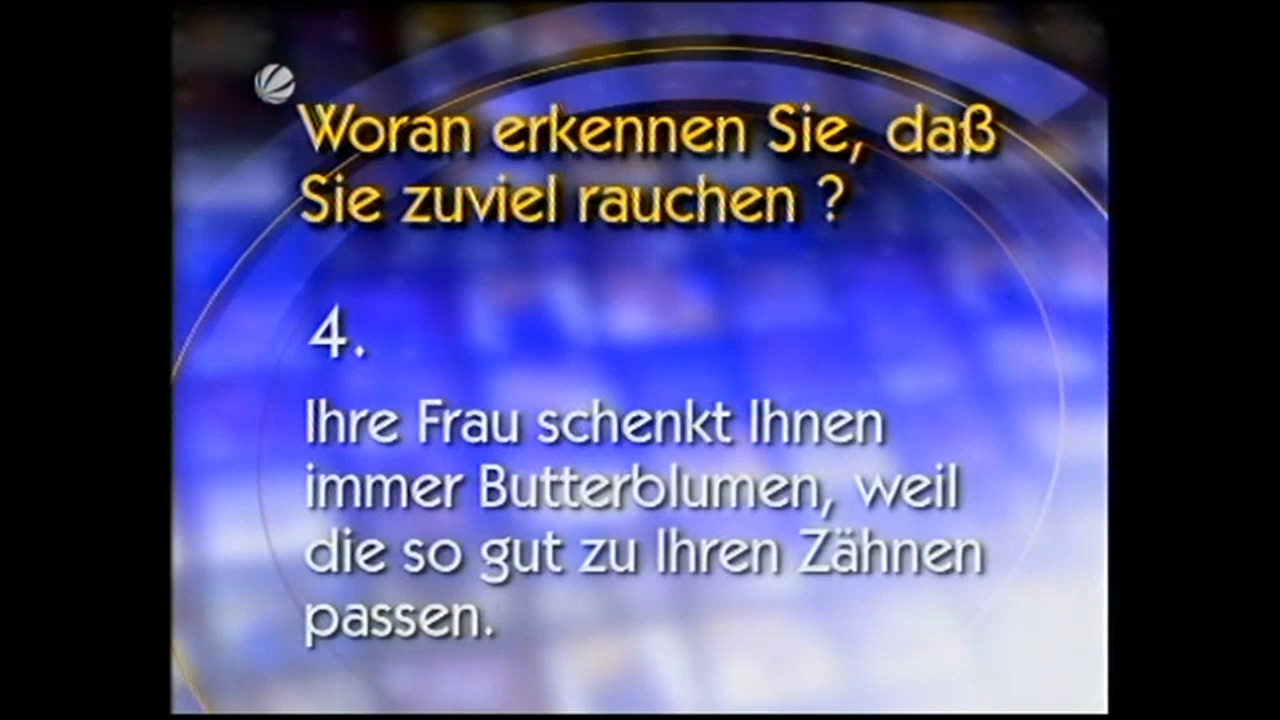 Woran erkennen Sie, daß
Sie zuviel rauchen ?
4.
Ihre Frau schenkt Ihnen
immer Butterblumen, weil
die so gut zu Ihren Zähnen
passen.